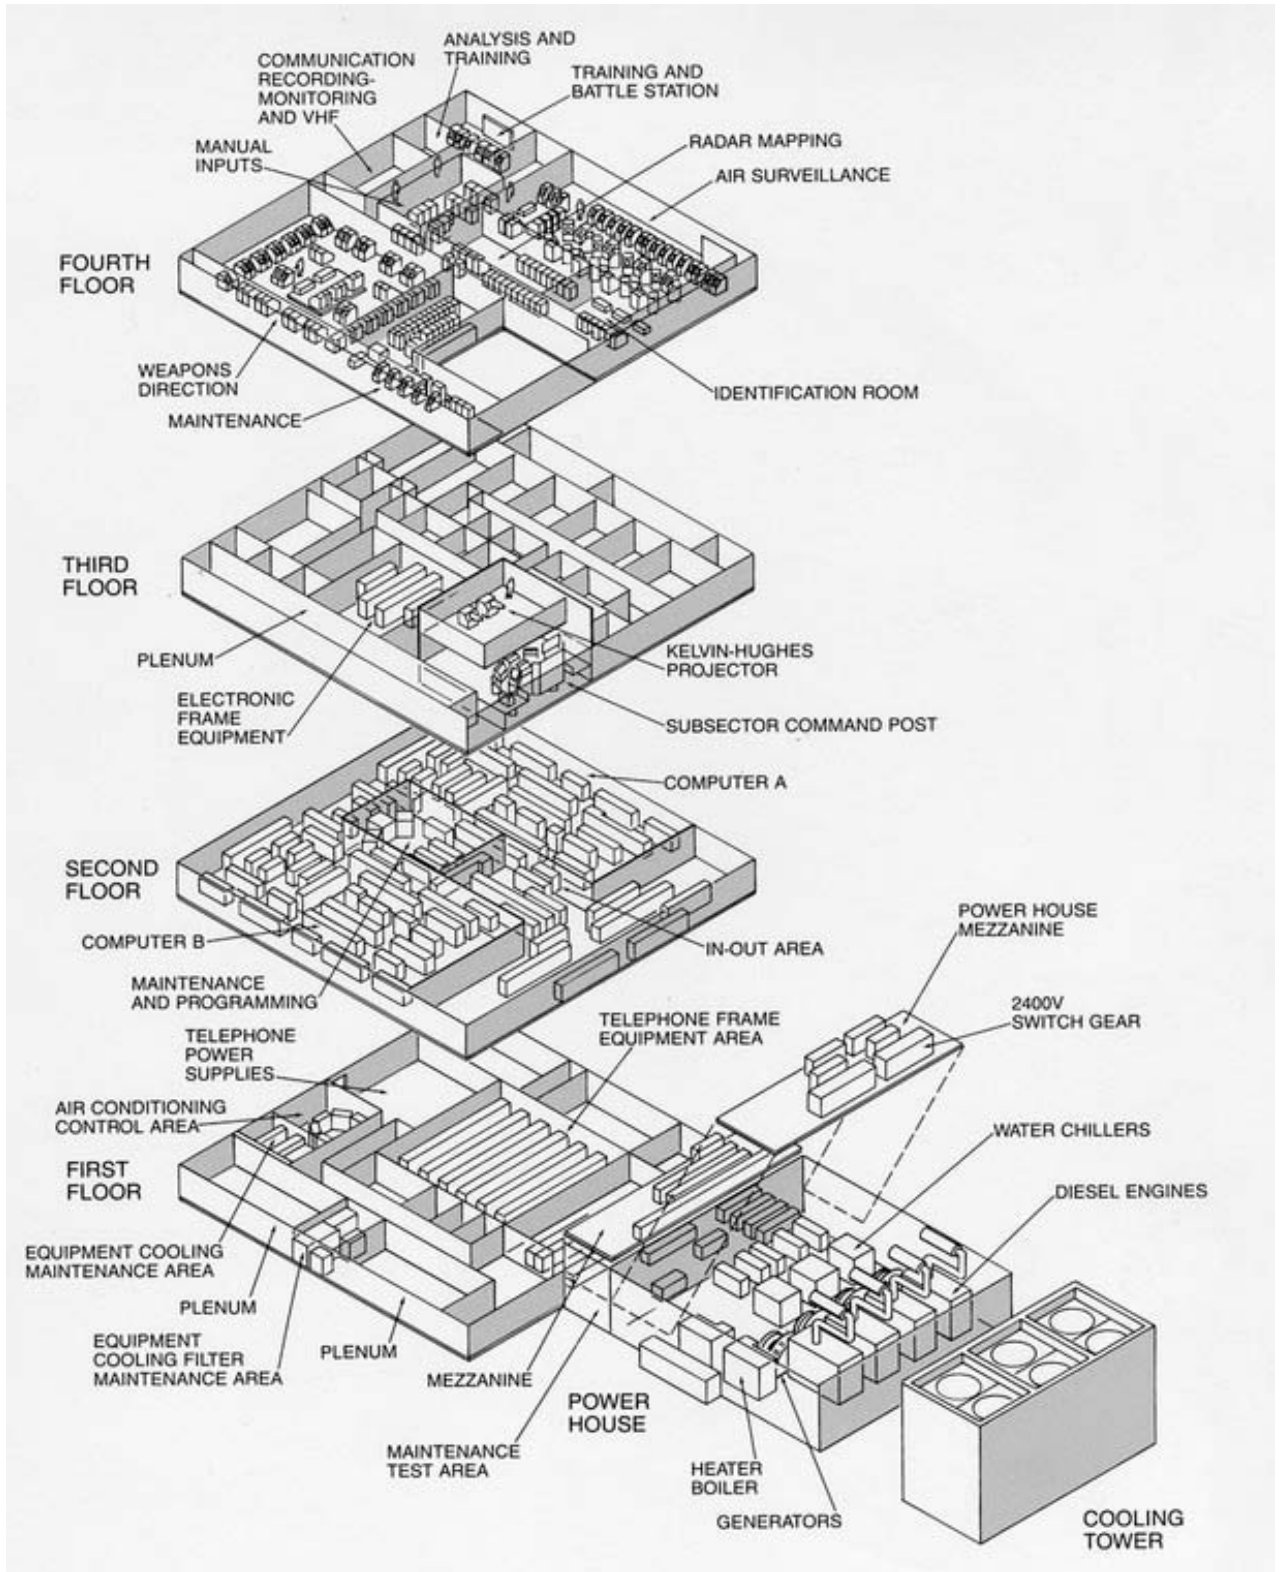 ANALYSIS AND
TRAINING
COMMUNICATION
RECORDING-
MONITORING
AND VHF
TRAINING AND
BATTLE STATION
MANUAL
INPUTS
RADAR MAPPING
AIR SURVEILLANCE
FOURTH
FLOOR
WEAPONS
DIRECTION
MAINTENANCE
IDENTIFICATION ROOM
THIRD
FLOOR
PLENUM
ELECTRONIC
FRAME
EQUIPMENT
KELVIN-HUGHES
PROJECTOR
SUBSECTOR COMMAND POST
COMPUTER A
SECOND
FLOOR
COMPUTER B
IN-OUT AREA
MAINTENANCE
AND PROGRAMMING
POWER HOUSE
MEZZANINE
2400V
SWITCH GEAR
TELEPHONE FRAME
EQUIPMENT AREA
TELEPHONE
POWER
SUPPLIES
AIR CONDITIONING
CONTROL AREA
WATER CHILLERS
FIRST
FLOOR
DIESEL ENGINES
EQUIPMENT COOLING
MAINTENANCE AREA
PLENUM
EQUIPMENT
COOLING FILTER
MAINTENANCE AREA
PLENUM
MEZZANINE
POWER
HOUSE
MAINTENANCE
TEST AREA
HEATER
BOILER
GENERATORS
COOLING
TOWER